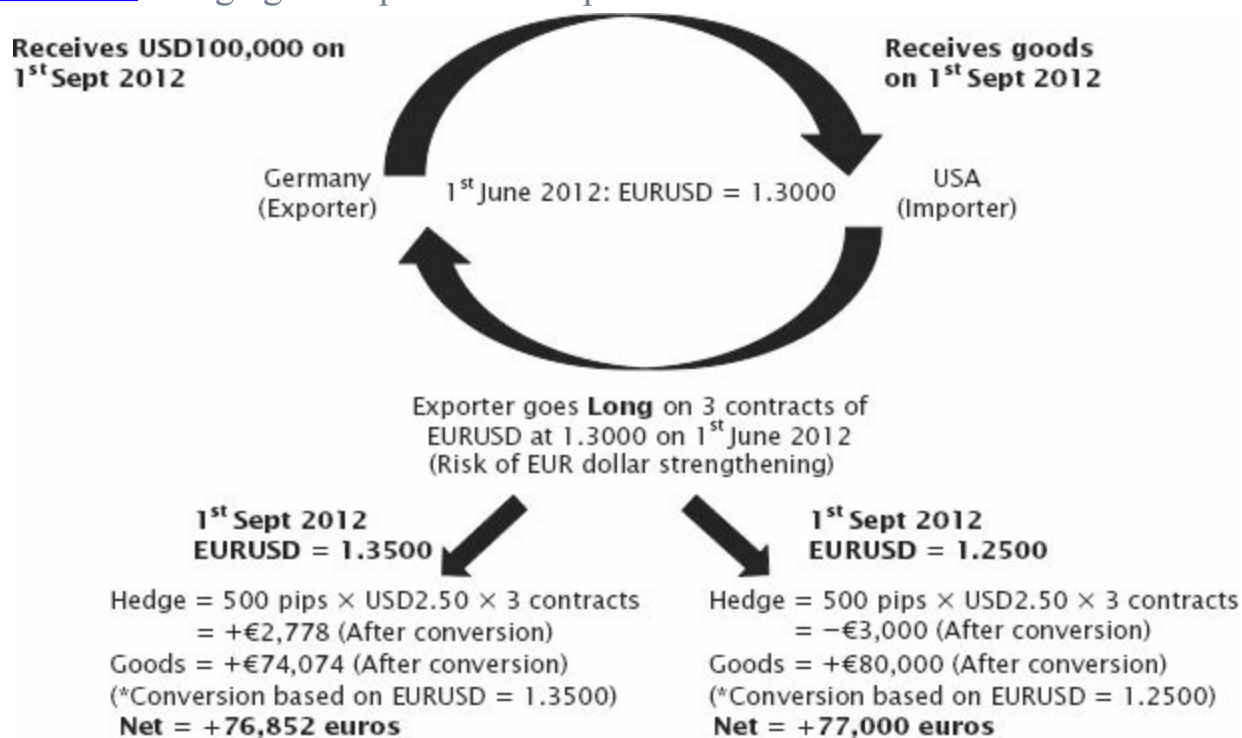 Receives USD100,000 on
1st Sept 2012
Receives goods
on 1st Sept 2012
Germany
(Exporter)
1st June 2012: EURUSD = 1.3000
USA
(Importer)
Exporter goes Long on 3 contracts of
EURUSD at 1.3000 on 1st June 2012
(Risk of EUR dollar strengthening)
1st Sept 2012
EURUSD = 1.3500
Hedge = 500 pips × USD2.50 × 3 contracts
= +€2,778 (After conversion)
Goods = +€74,074 (After conversion)
(*Conversion based on EURUSD = 1.3500)
Net = +76,852 euros
1st Sept 2012
EURUSD = 1.2500
Hedge = 500 pips × USD2.50 × 3 contracts
= −€3,000 (After conversion)
Goods = +€80,000 (After conversion)
(*Conversion based on EURUSD = 1.2500)
Net = +77,000 euros